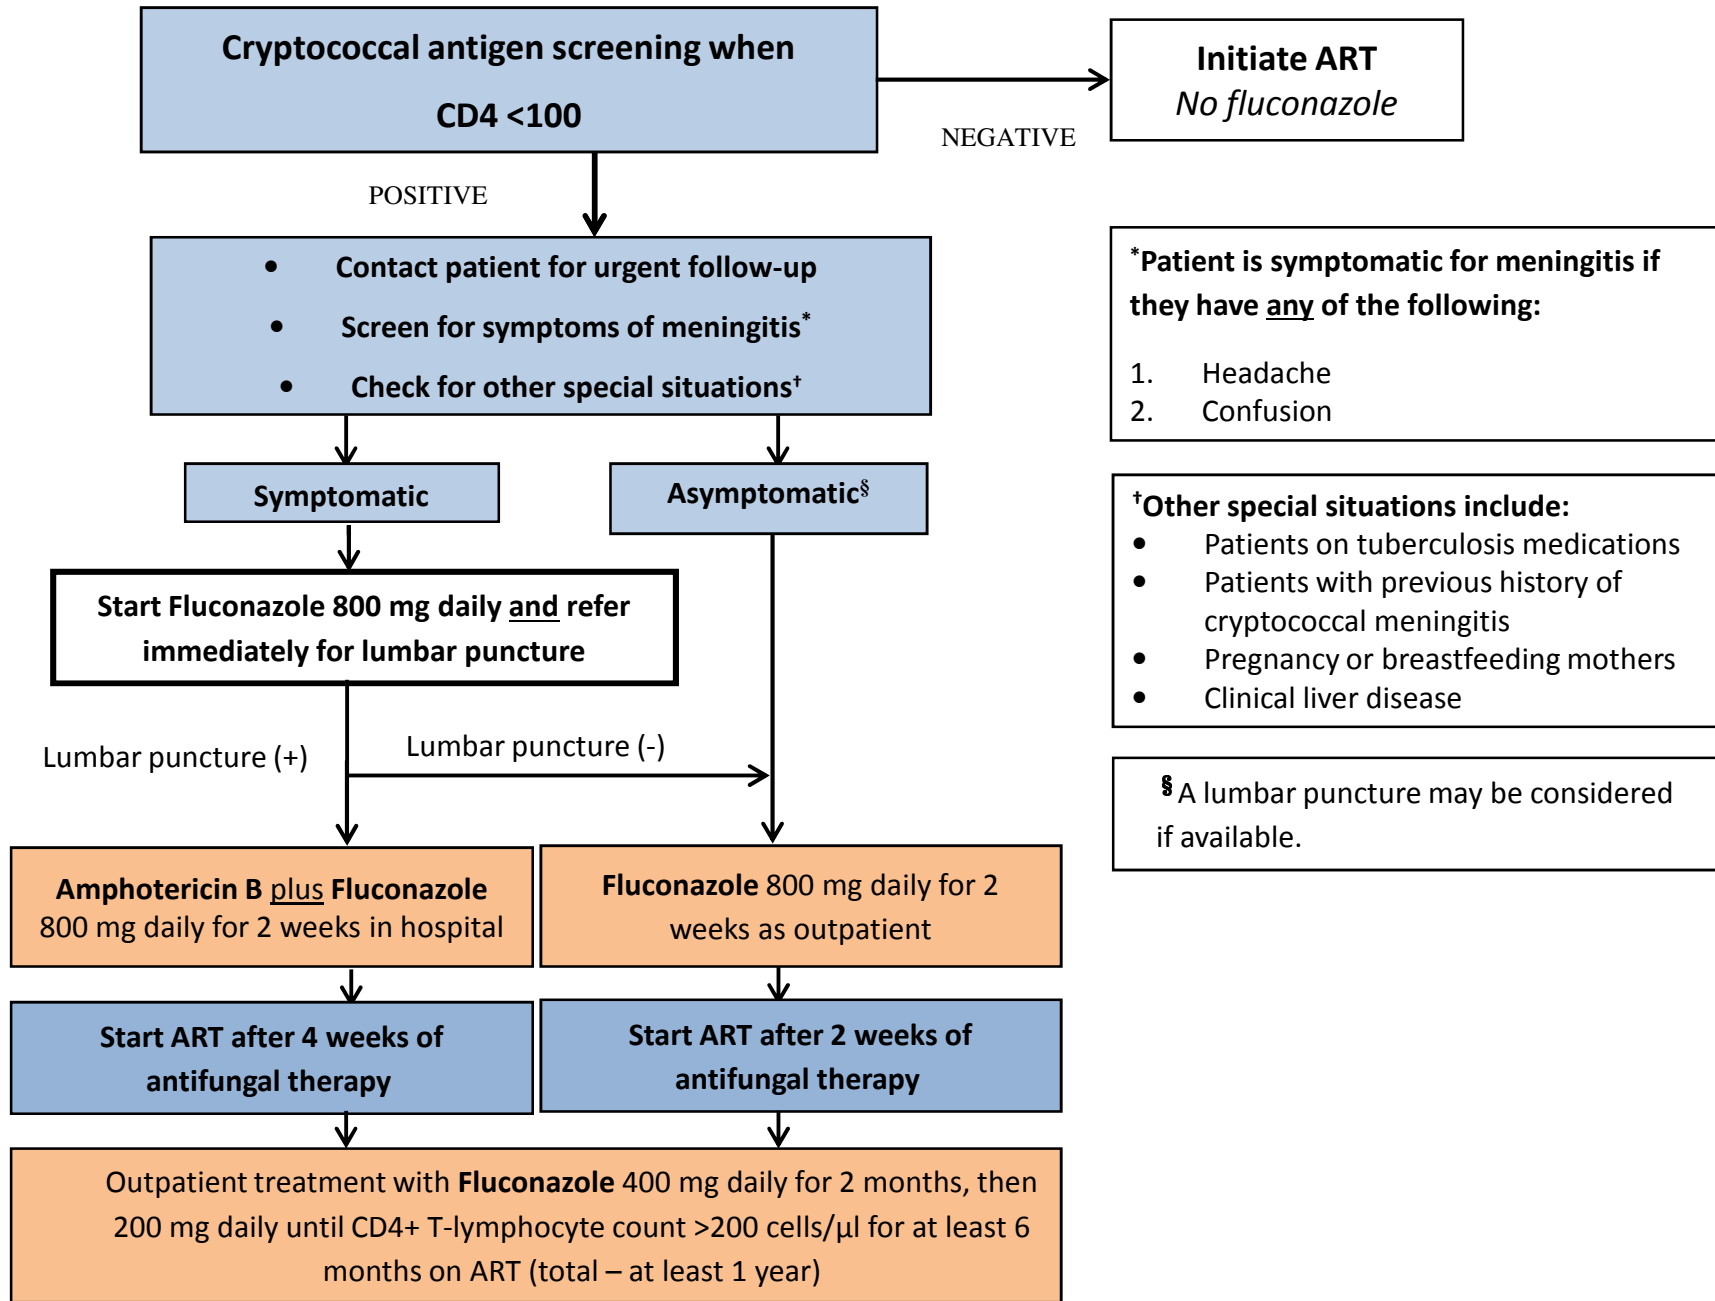 Cryptococcal antigen screening when
CD4 <100
Initiate ART
No fluconazole
NEGATIVE
POSITIVE
• Contact patient for urgent follow-up
• Screen for symptoms of meningitis*
• Check for other special situations†
*Patient is symptomatic for meningitis if
they have any of the following:
1. Headache
2. Confusion
Symptomatic
Asymptomatic§
†Other special situations include:
• Patients on tuberculosis medications
• Patients with previous history of
cryptococcal meningitis
• Pregnancy or breastfeeding mothers
• Clinical liver disease
Start Fluconazole 800 mg daily and refer
immediately for lumbar puncture
Lumbar puncture (+)
Lumbar puncture (-)
§ A lumbar puncture may be considered
if available.
Amphotericin B plus Fluconazole
800 mg daily for 2 weeks in hospital
Fluconazole 800 mg daily for 2
weeks as outpatient
Start ART after 4 weeks of
antifungal therapy
Start ART after 2 weeks of
antifungal therapy
Outpatient treatment with Fluconazole 400 mg daily for 2 months, then
200 mg daily until CD4+ T-lymphocyte count >200 cells/µl for at least 6
months on ART (total – at least 1 year)